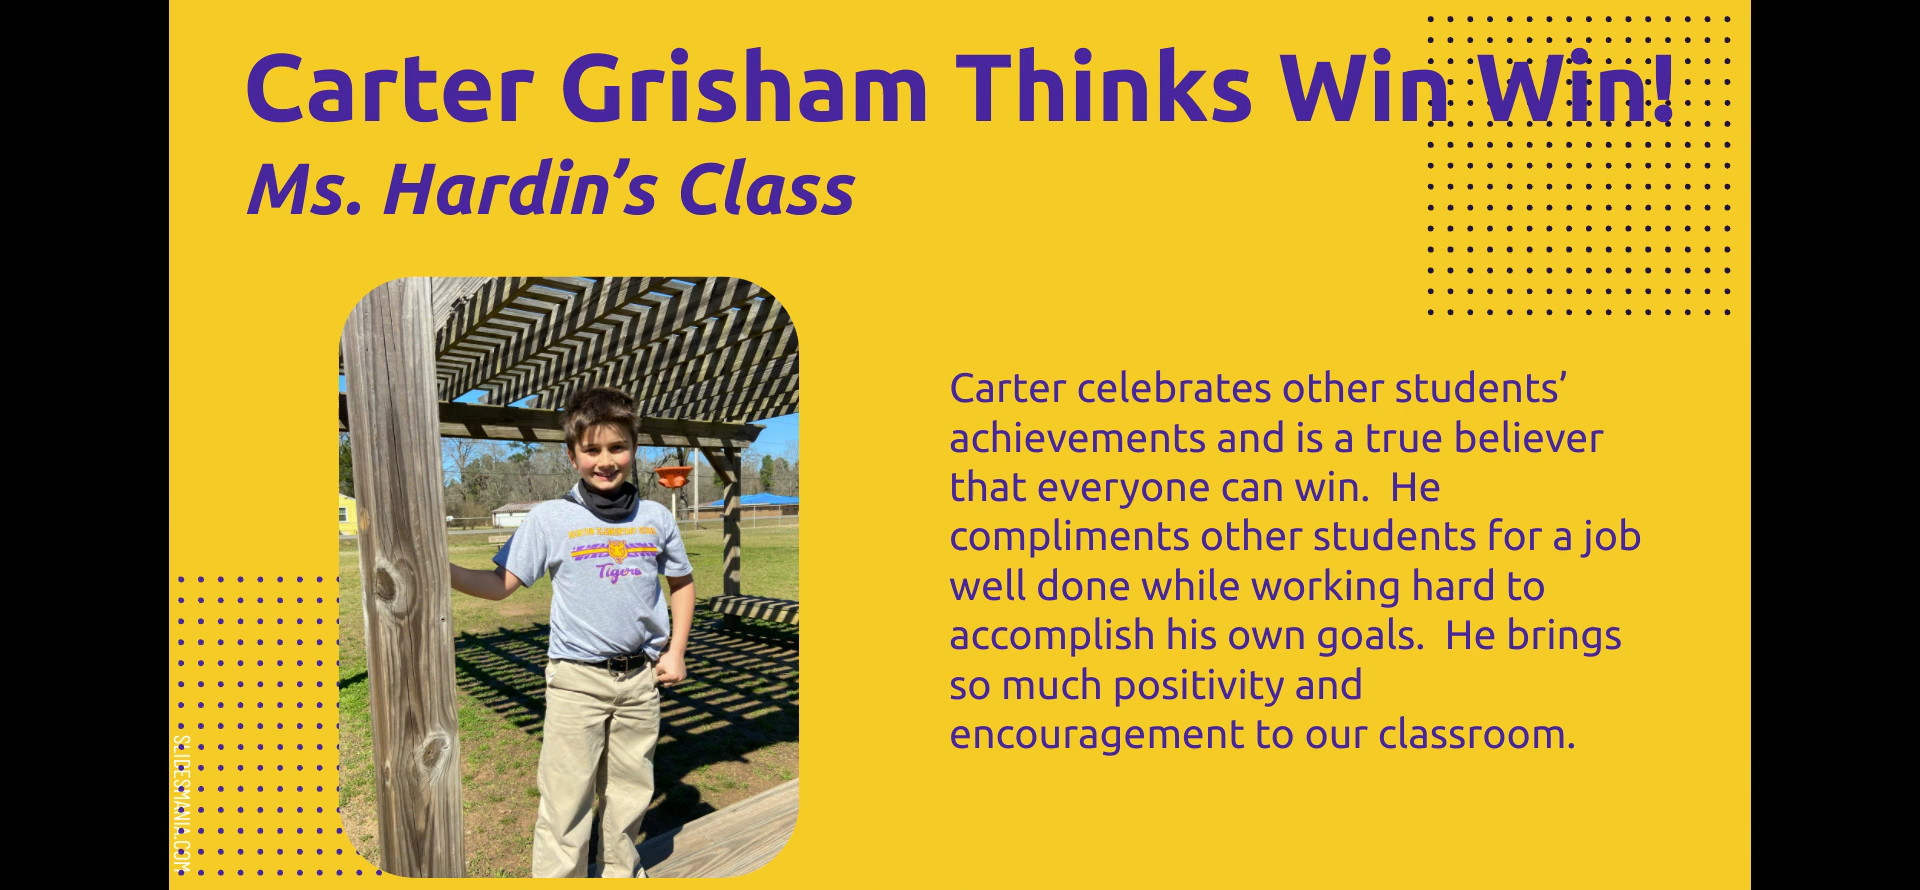 Carter Grisham Thinks Win Win!
Ms. Hardin’s Class
Carter celebrates other students’
achievements and is a true believer
that everyone can win.  He
compliments other students for a job
well done while working hard to
accomplish his own goals.  He brings
so much positivity and
encouragement to our classroom.
Tigers
SLIDESMANIA.COM